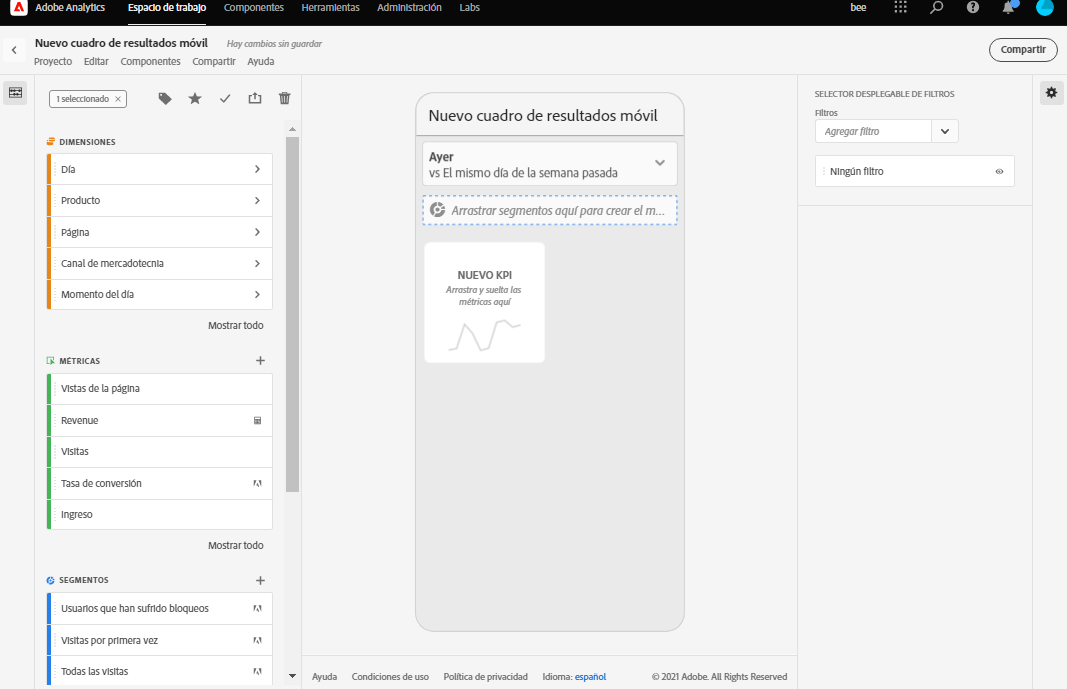 Adobe Analytics Espacio de trabajo Componentes Herramientas Administración Labs bee
Nuevo cuadro de resultados móvil Hay cambios sin guardar
Proyecto Editar Componentes Compartir Ayuda
Compartir
1 seleccionado
DIMENSIONES
Día
Producto
Página
Canal de mercadotecnia
Momento del día
Mostrar todo
MÉTRICAS
Vistas de la página
Revenue
Visitas
Tasa de conversión
Ingreso
Mostrar todo
SEGMENTOS
Usuarios que han sufrido bloqueos
Visitas por primera vez
Todas las visitas
Nuevo cuadro de resultados móvil
Ayer
vs El mismo día de la semana pasada
Arrastrar segmentos aquí para crear el m...
NUEVO KPI
Arrastra y suelta las
métricas aquí
SELECTOR DESPLEGABLE DE FILTROS
Filtros
Agregar filtro
Ningún filtro
Ayuda Condiciones de uso Política de privacidad Idioma: español © 2021 Adobe. All Rights Reserved